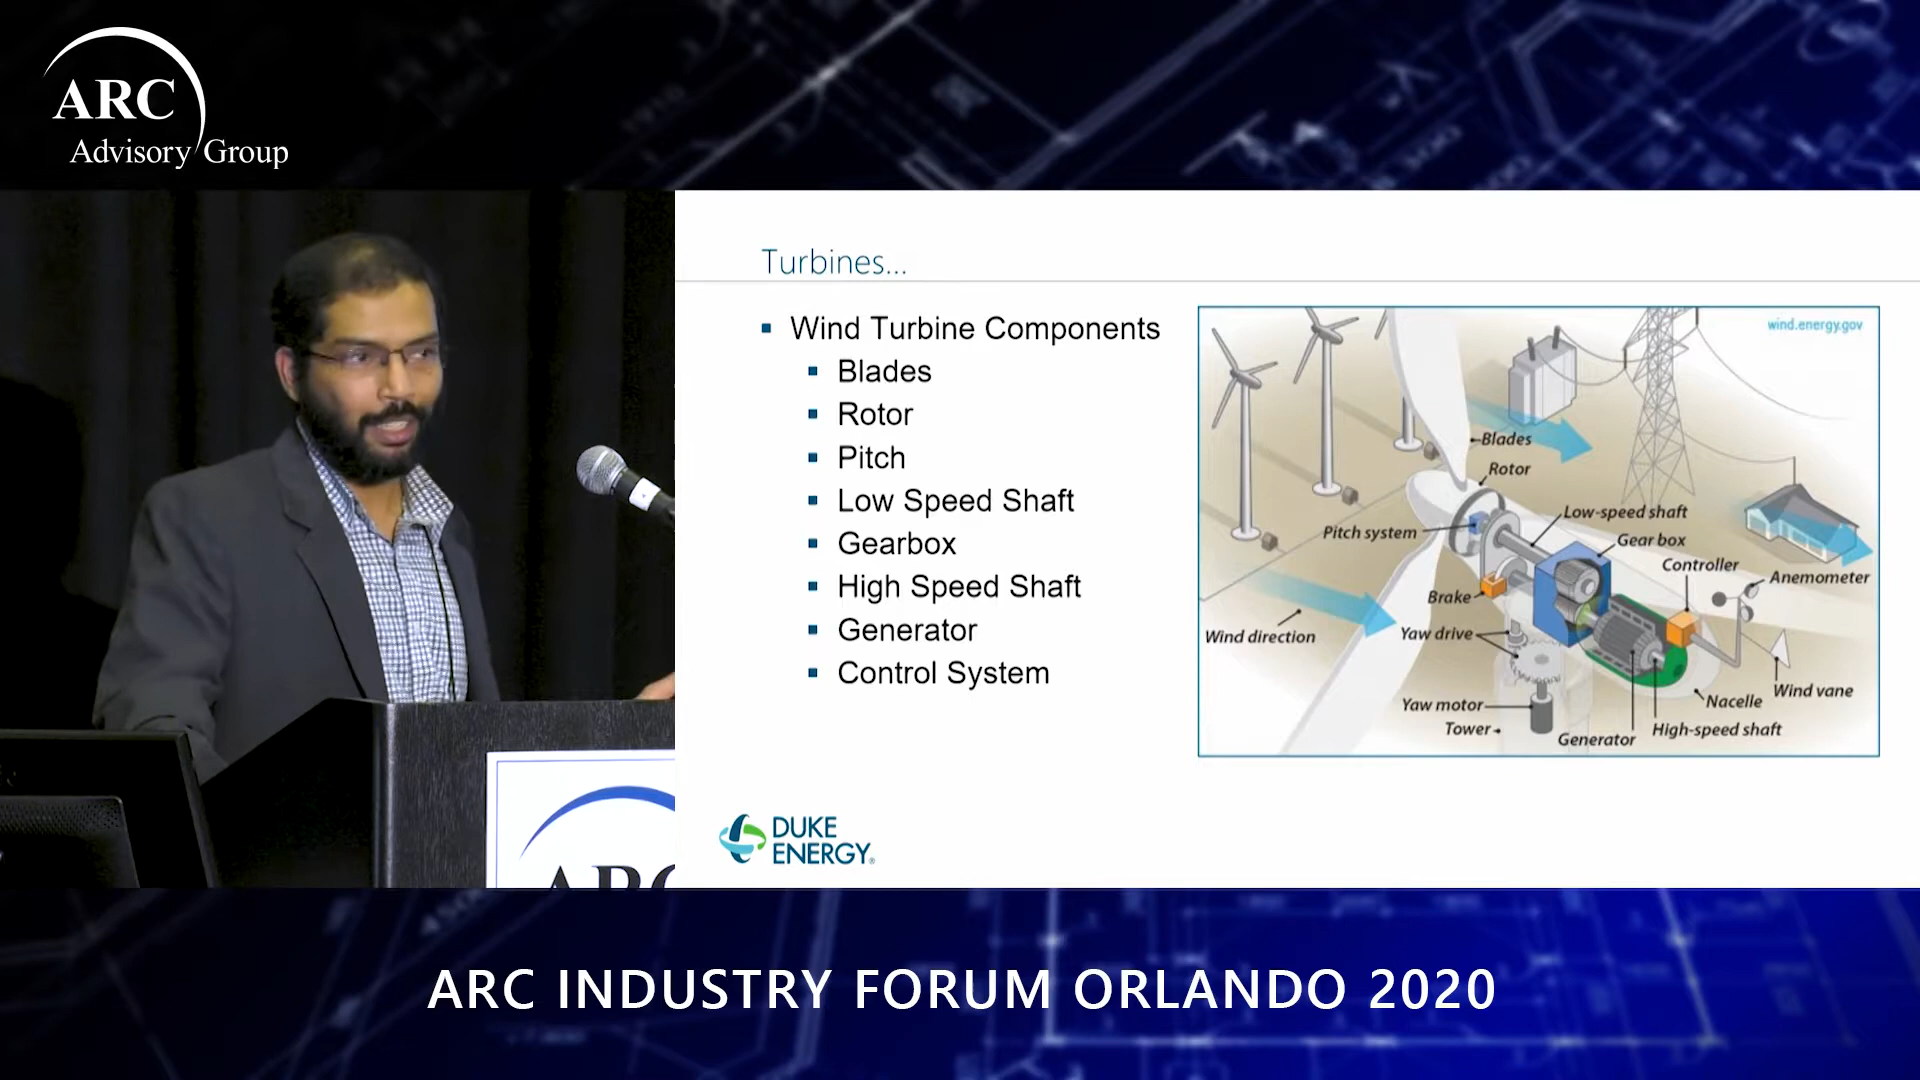 ARC
Advisory Group
Turbines...
Wind Turbine Components
Blades
Rotor
Pitch
Low Speed Shaft
Gearbox
High Speed Shaft
Generator
Control System
wind.energy.gov
Blades
Rotor
Pitch system
Low-speed shaft
Gear box
Controller
Anemometer
Brake
Wind direction
Yaw drive
Yaw motor
Tower
Nacelle
Wind vane
High-speed shaft
Generator
DUKE
ENERGY®
ARC
ARC INDUSTRY FORUM ORLANDO 2020